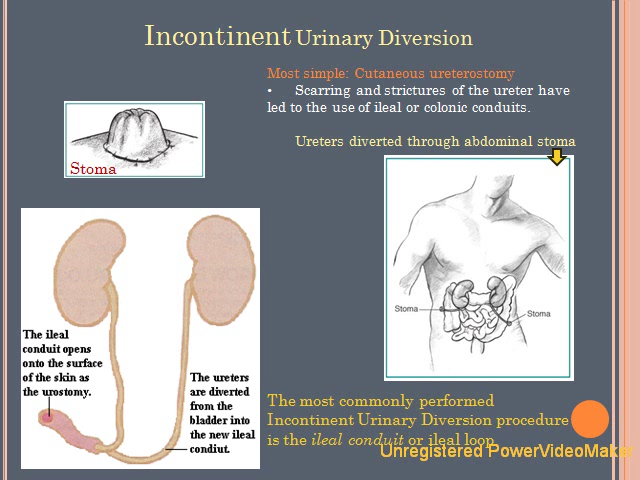 Incontinent Urinary Diversion
Most simple: Cutaneous ureterostomy
• Scarring and strictures of the ureter have
led to the use of ileal or colonic conduits.
Ureters diverted through abdominal stoma
Stoma
Stoma
Stoma
The ileal
conduit opens
onto the surface
of the skin as
the urostomy.
The ureters
are diverted
from the
bladder into
the new ileal
condiut.
The most commonly performed
Incontinent Urinary Diversion procedure
is the ileal conduit or ileal loop
Unregistered PowerVideoMaker